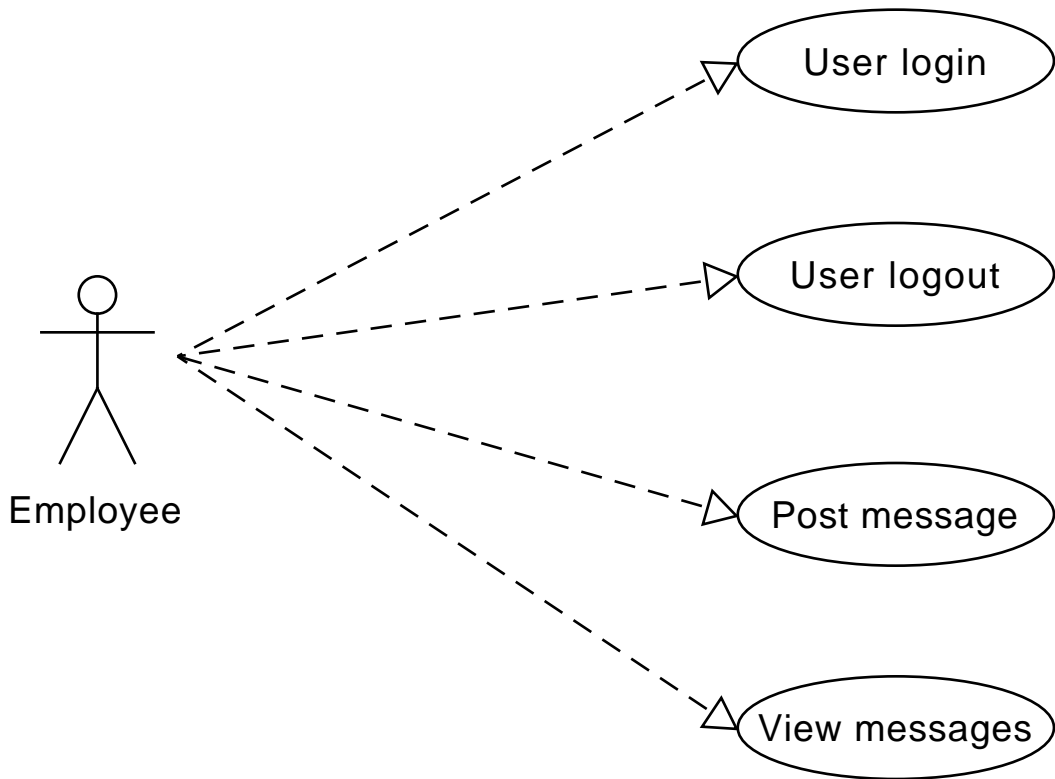 User login
User logout
Employee
Post message
View messages